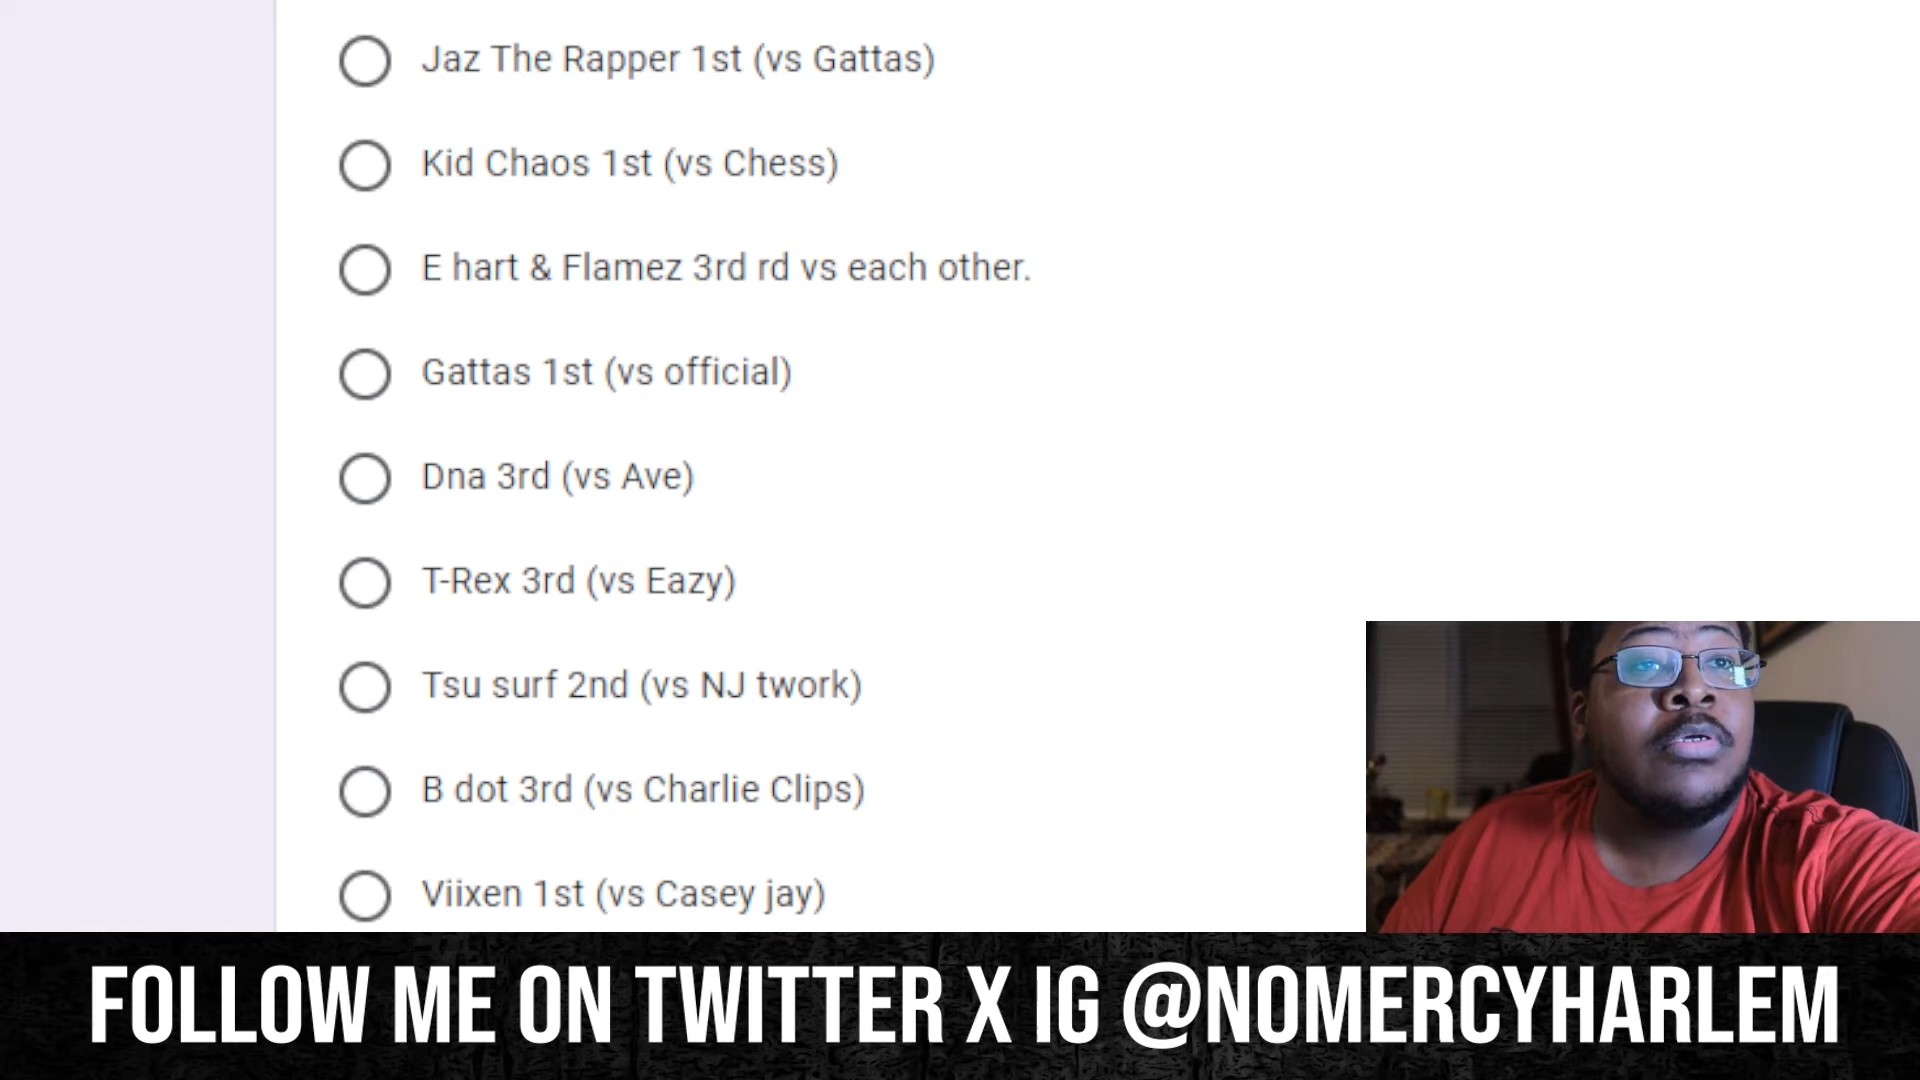 Jaz The Rapper 1st (vs Gattas)
Kid Chaos 1st (vs Chess)
E hart & Flamez 3rd rd vs each other.
Gattas 1st (vs official)
Dna 3rd (vs Ave)
T-Rex 3rd (vs Eazy)
Tsu surf 2nd (vs NJ twork)
B dot 3rd (vs Charlie Clips)
Viixen 1st (vs Casey jay)
FOLLOW ME ON TWITTER X IG @NOMERCYHARLEM